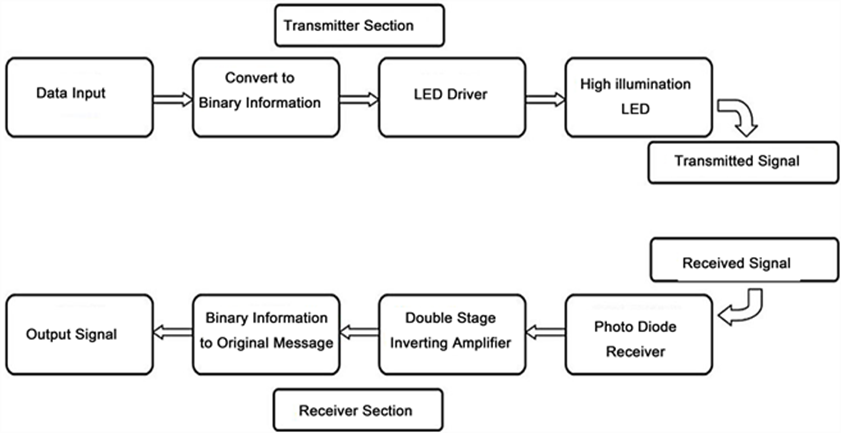 Transmitter Section
Data Input
Convert to
Binary Information
LED Driver
High illumination
LED
Transmitted Signal
Received Signal
Photo Diode
Receiver
Double Stage
Inverting Amplifier
Binary Information
to Original Message
Output Signal
Receiver Section